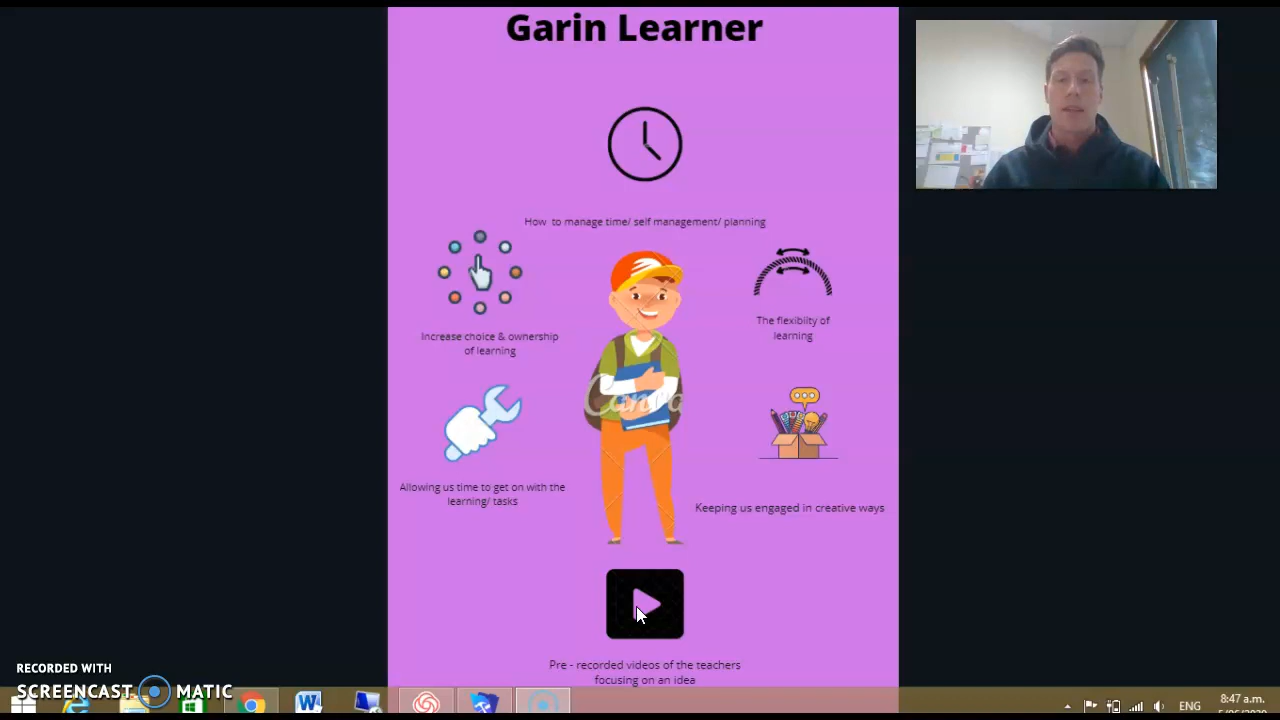 Garin Learner
How to manage time/ self management/ planning
Increase choice & ownership
of learning
The flexibiity of
learning
Allowing us time to get on with the
learning/ tasks
Keeping us engaged in creative ways
Canva
Pre - recorded videos of the teachers
focusing on an idea
RECORDED WITH
SCREENCAST MATIC
ENG
8:47 a.m.